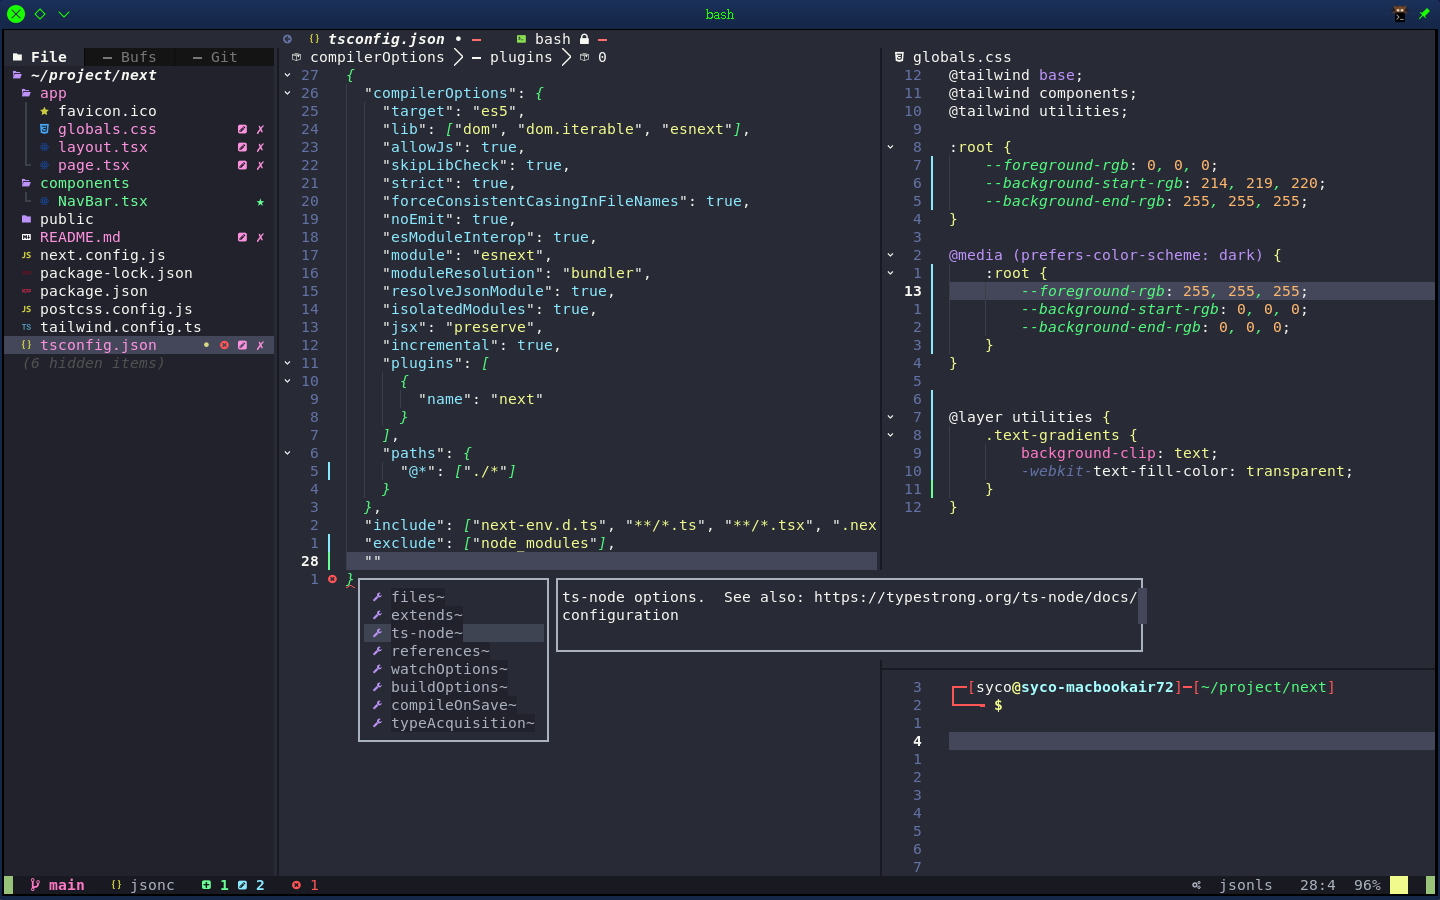 bash
tsconfig.json • —
bash —
File
— Bufs
— Git
~/project/next
app
favicon.ico
globals.css ✗
layout.tsx ✗
page.tsx ✗
components
NavBar.tsx ★
public
README.md ✗
JS next.config.js
package-lock.json
package.json
JS postcss.config.js
TS tailwind.config.ts
{} tsconfig.json • ✗
(6 hidden items)
compilerOptions > — plugins > 0
27 {
26 "compilerOptions": {
25 "target": "es5",
24 "lib": ["dom", "dom.iterable", "esnext"],
23 "allowJs": true,
22 "skipLibCheck": true,
21 "strict": true,
20 "forceConsistentCasingInFileNames": true,
19 "noEmit": true,
18 "esModuleInterop": true,
17 "module": "esnext",
16 "moduleResolution": "bundler",
15 "resolveJsonModule": true,
14 "isolatedModules": true,
13 "jsx": "preserve",
12 "incremental": true,
11 "plugins": [
10 {
9 "name": "next"
8 }
7 ],
6 "paths": {
5 "@*": ["./*"]
4 }
3 },
2 "include": ["next-env.d.ts", "**/*.ts", "**/*.tsx", ".nex
1 "exclude": ["node_modules"],
28 ""
1 }
files~
extends~
ts-node~
references~
watchOptions~
buildOptions~
compileOnSave~
typeAcquisition~
ts-node options.  See also: https://typestrong.org/ts-node/docs/
configuration
globals.css
12 @tailwind base;
11 @tailwind components;
10 @tailwind utilities;
9
8 :root {
7 --foreground-rgb: 0, 0, 0;
6 --background-start-rgb: 214, 219, 220;
5 --background-end-rgb: 255, 255, 255;
4 }
3
2 @media (prefers-color-scheme: dark) {
1 :root {
13 --foreground-rgb: 255, 255, 255;
1 --background-start-rgb: 0, 0, 0;
2 --background-end-rgb: 0, 0, 0;
3 }
4 }
5
6
7 @layer utilities {
8 .text-gradients {
9 background-clip: text;
10 -webkit-text-fill-color: transparent;
11 }
12 }
3 ┌─[syco@syco-macbookair72]─[~/project/next]
2 └──╼ $
1
4
1
2
3
4
5
6
7
main {} jsonc 1 2 1
jsonls 28:4 96%